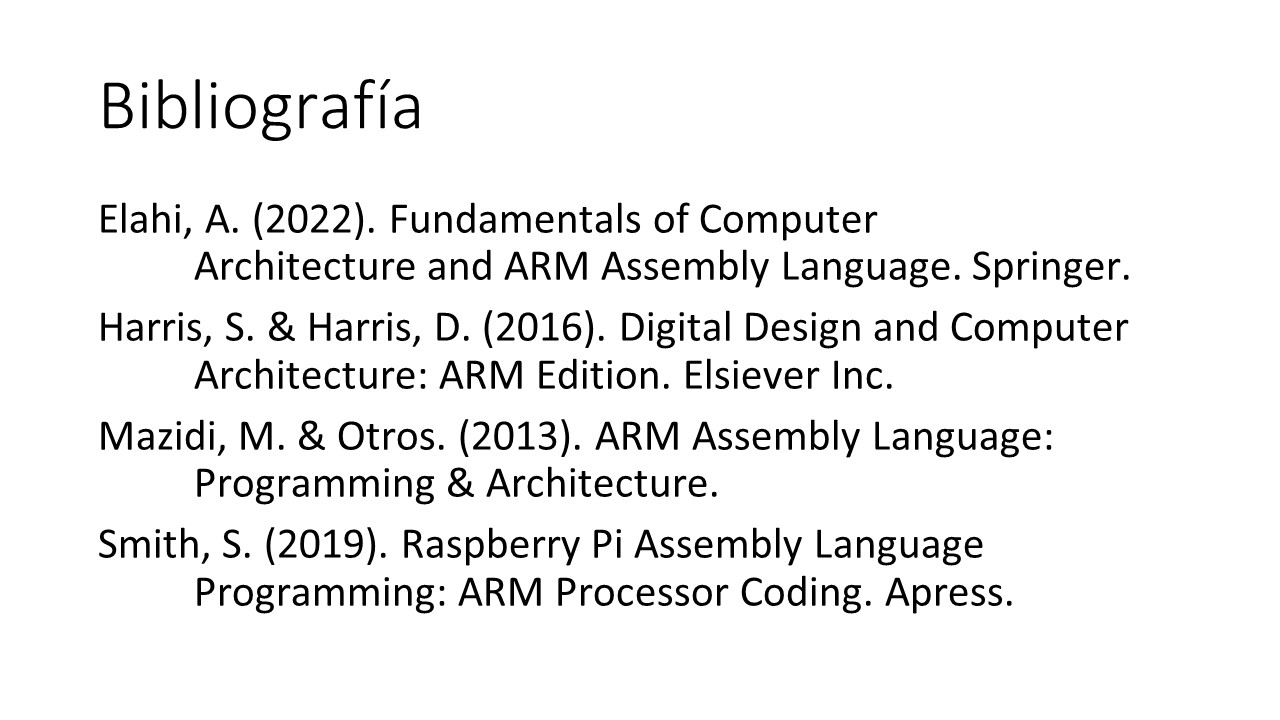 Bibliografía
Elahi, A. (2022). Fundamentals of Computer
Architecture and ARM Assembly Language. Springer.
Harris, S. & Harris, D. (2016). Digital Design and Computer
Architecture: ARM Edition. Elsiever Inc.
Mazidi, M. & Otros. (2013). ARM Assembly Language:
Programming & Architecture.
Smith, S. (2019). Raspberry Pi Assembly Language
Programming: ARM Processor Coding. Apress.